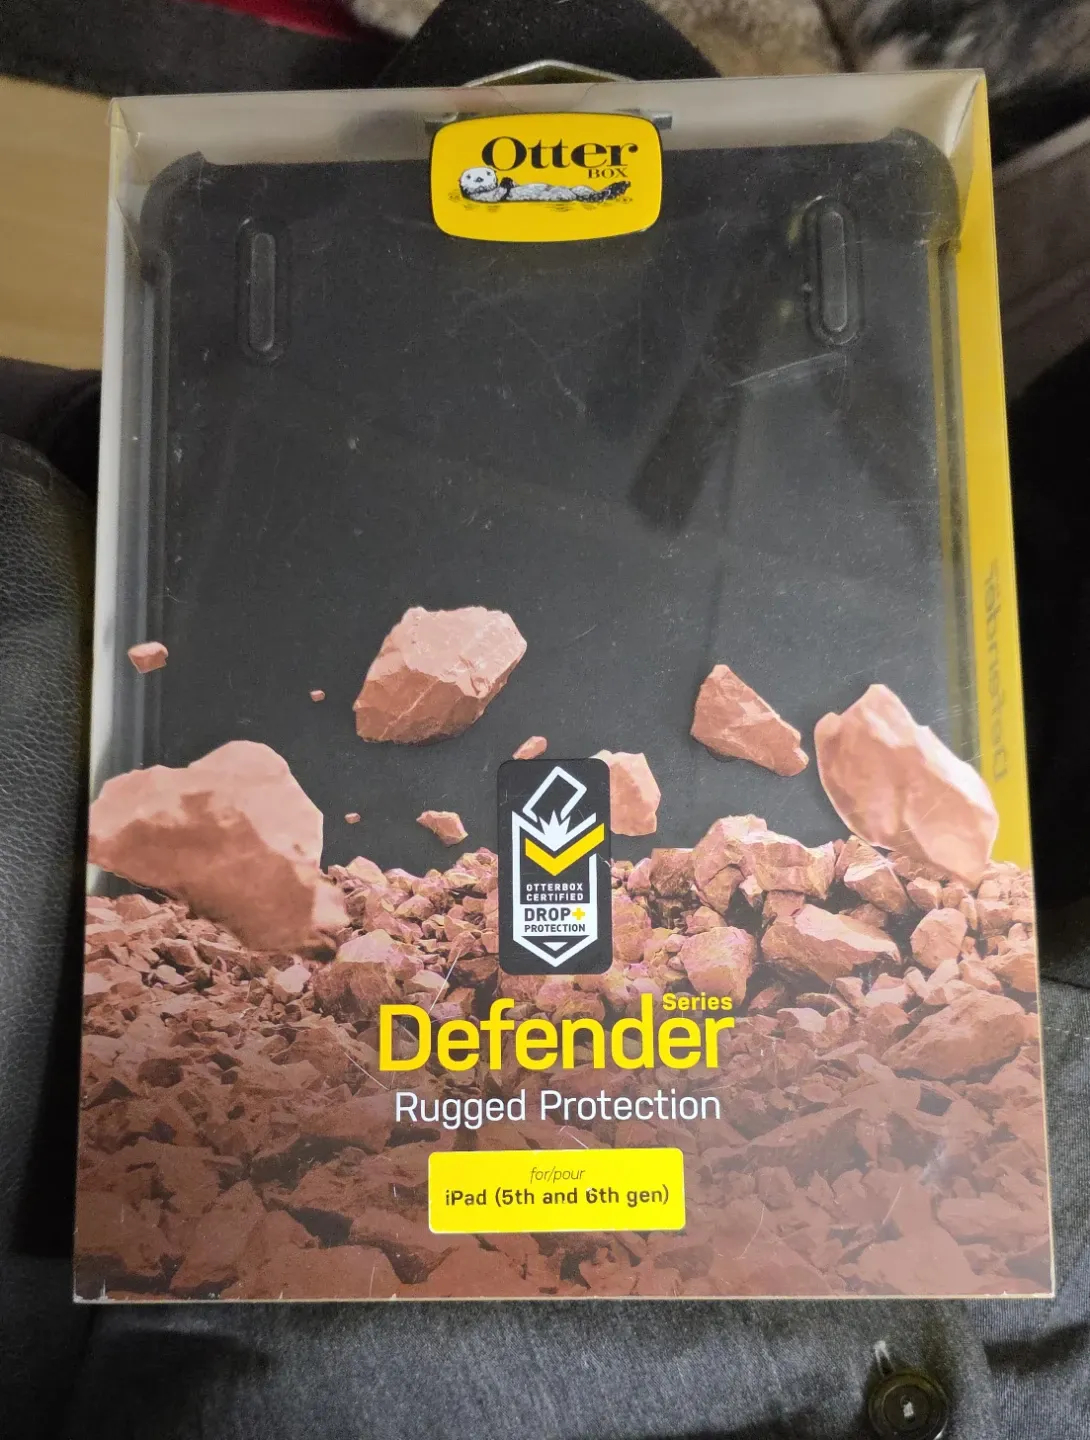 Otter
BOX
OTTERBOX
CERTIFIED
DROP+
PROTECTION
Defender Series
Rugged Protection
for/pour
iPad (5th and 6th gen)